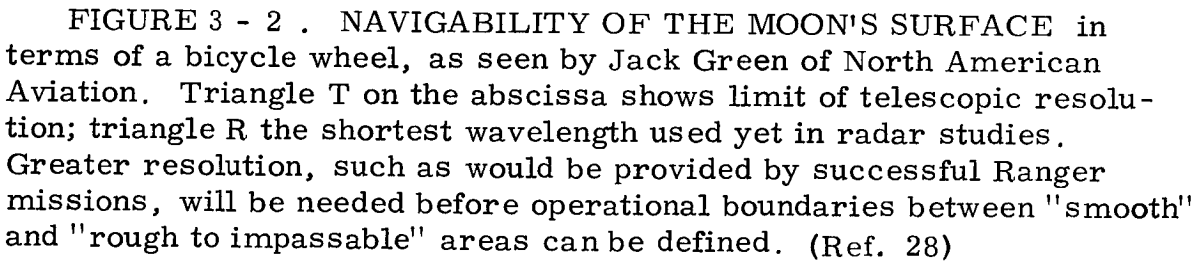 FIGURE 3 - 2 . NAVIGABILITY OF THE MOON'S SURFACE in
terms of a bicycle wheel, as seen by Jack Green of North American
Aviation. Triangle T on the abscissa shows limit of telescopic resolu-
tion; triangle R the shortest wavelength used yet in radar studies.
Greater resolution, such as would be provided by successful Ranger
missions, will be needed before operational boundaries between "smooth"
and "rough to impassable" areas can be defined. (Ref. 28)